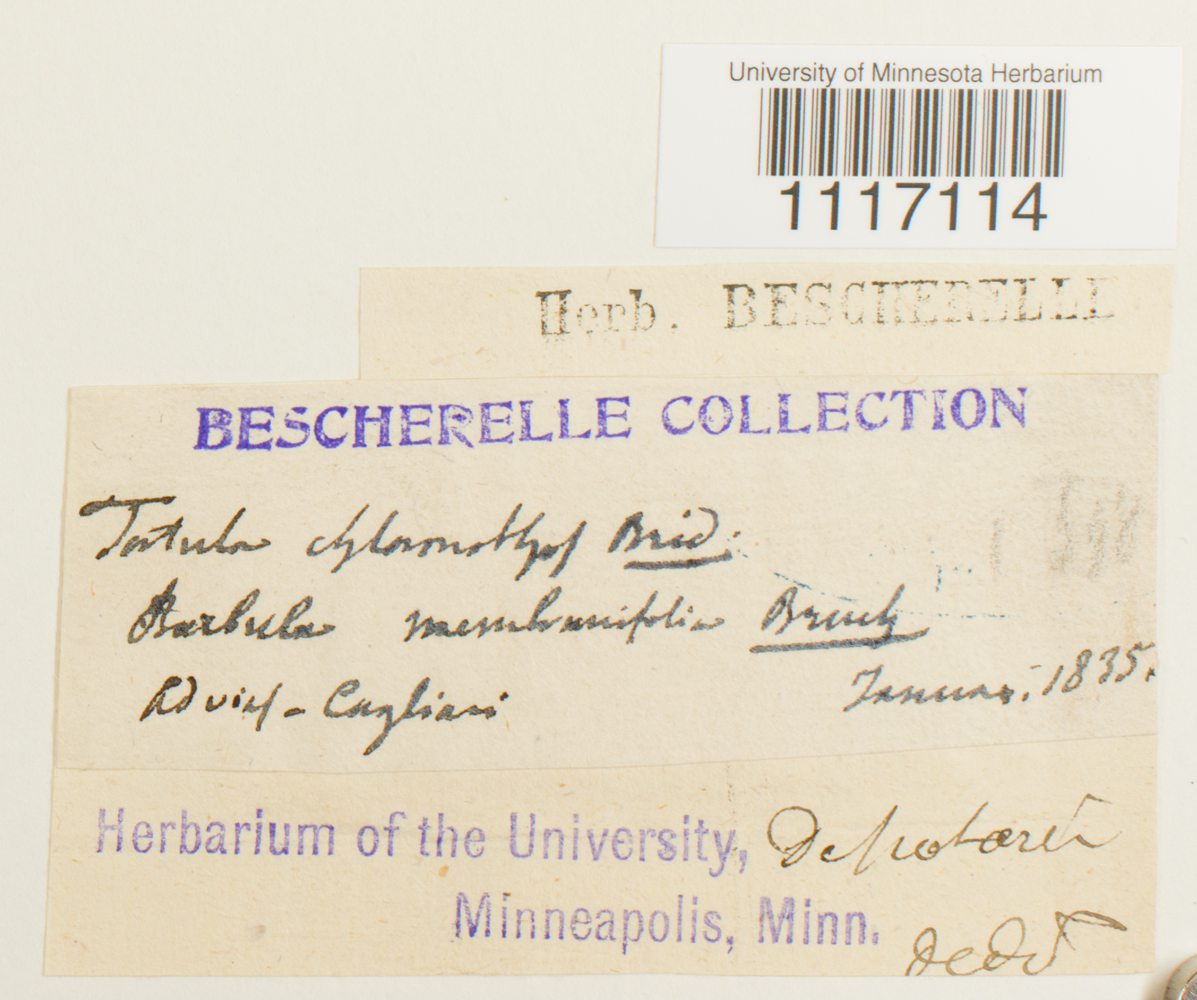 University of Minnesota Herbarium
1117114
Herb. BESCHERELLE
BESCHERELLE COLLECTION
Tortula chloronothos Brid.
Barbula membranifolia Bruch
Cagliari Januar. 1835.
Herbarium of the University, De Notaris
Minneapolis, Minn.
dedit